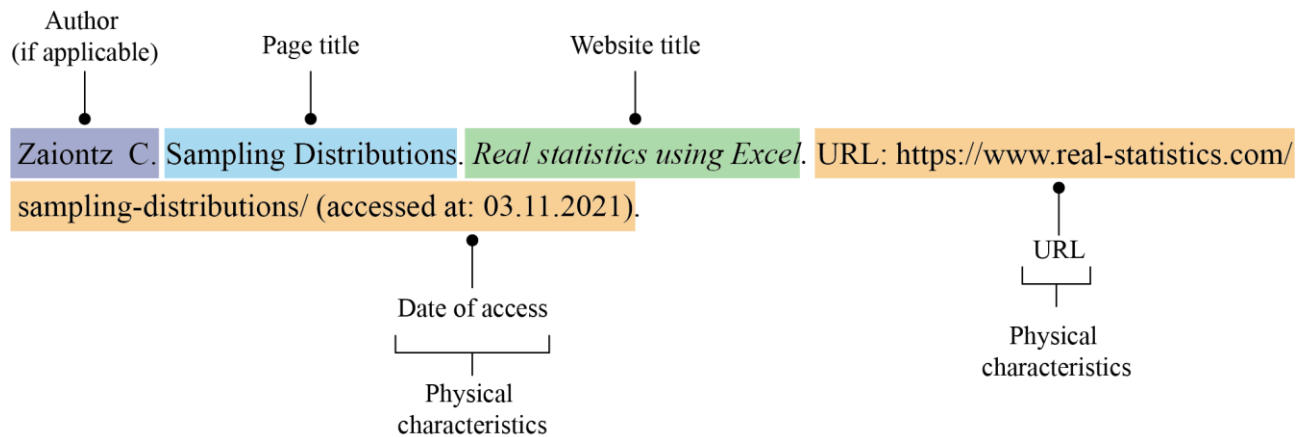 Author
(if applicable)
Page title
Website title
Zaiontz C. Sampling Distributions. Real statistics using Excel. URL: https://www.real-statistics.com/
sampling-distributions/ (accessed at: 03.11.2021).
URL
Date of access
Physical
characteristics
Physical
characteristics